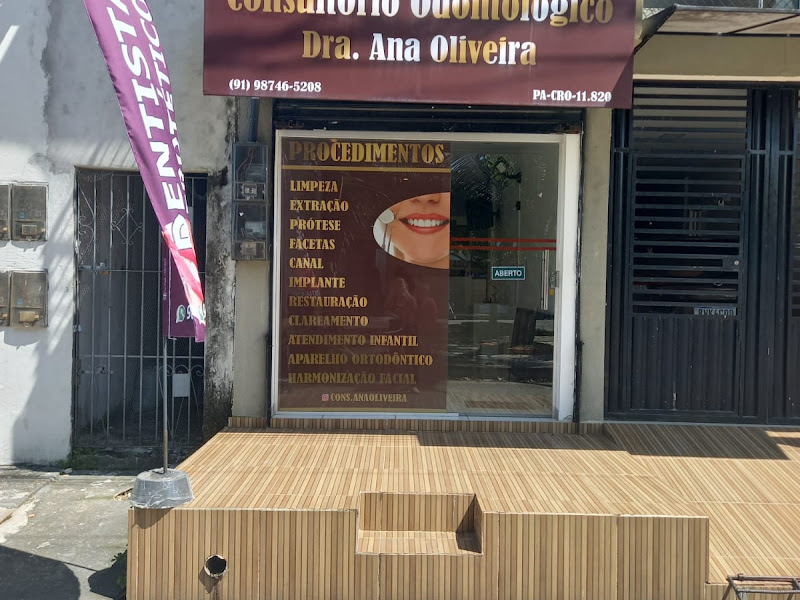 Consultório Odontológico
Dra. Ana Oliveira
(91) 98746-5208
PA-CRO-11.820
DENTISTA
ESTÉTICO
PROCEDIMENTOS
LIMPEZA
EXTRAÇÃO
PRÓTESE
FACETAS
CANAL
IMPLANTE
RESTAURAÇÃO
CLAREAMENTO
ATENDIMENTO INFANTIL
APARELHO ORTODÔNTICO
HARMONIZAÇÃO FACIAL
CONS.ANAOLIVEIRA
ABERTO